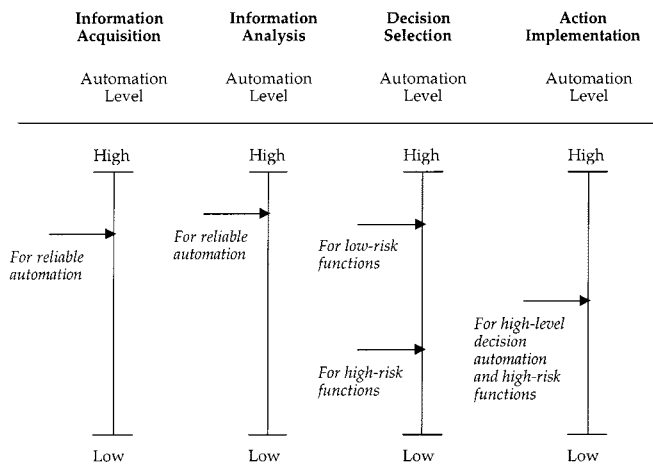 Information Acquisition
Information Analysis
Decision Selection
Action Implementation
Automation Level
Automation Level
Automation Level
Automation Level
High
High
High
High
For reliable
automation
For reliable
automation
For low-risk
functions
For high-risk
functions
For high-level
decision
automation
and high-risk
functions
Low
Low
Low
Low